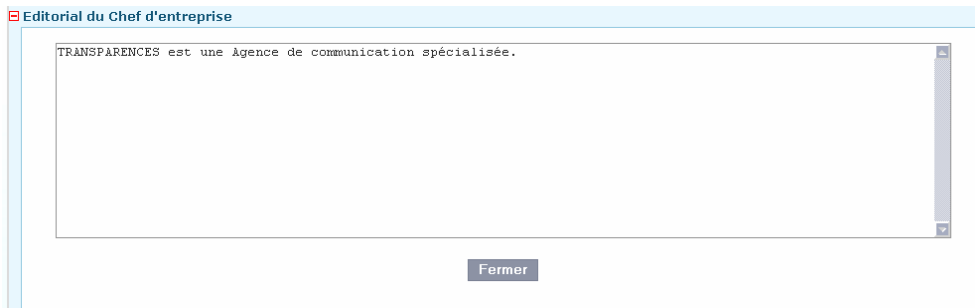 Editorial du Chef d'entreprise
TRANSPARENCES est une Agence de communication spécialisée.
Fermer